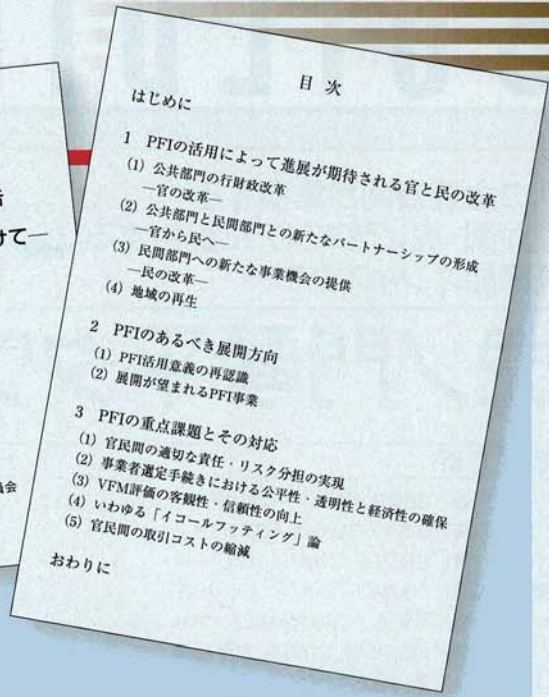 けて―
会
目 次
はじめに
1 PFIの活用によって進展が期待される官と民の改革
(1) 公共部門の行財政改革
―官の改革―
(2) 公共部門と民間部門との新たなパートナーシップの形成
―官から民へ―
(3) 民間部門への新たな事業機会の提供
―民の改革―
(4) 地域の再生
2 PFIのあるべき展開方向
(1) PFI活用意義の再認識
(2) 展開が望まれるPFI事業
3 PFIの重点課題とその対応
(1) 官民間の適切な責任・リスク分担の実現
(2) 事業者選定手続きにおける公平性・透明性と経済性の確保
(3) VFM評価の客観性・信頼性の向上
(4) いわゆる「イコールフッティング」論
(5) 官民間の取引コストの縮減
おわりに